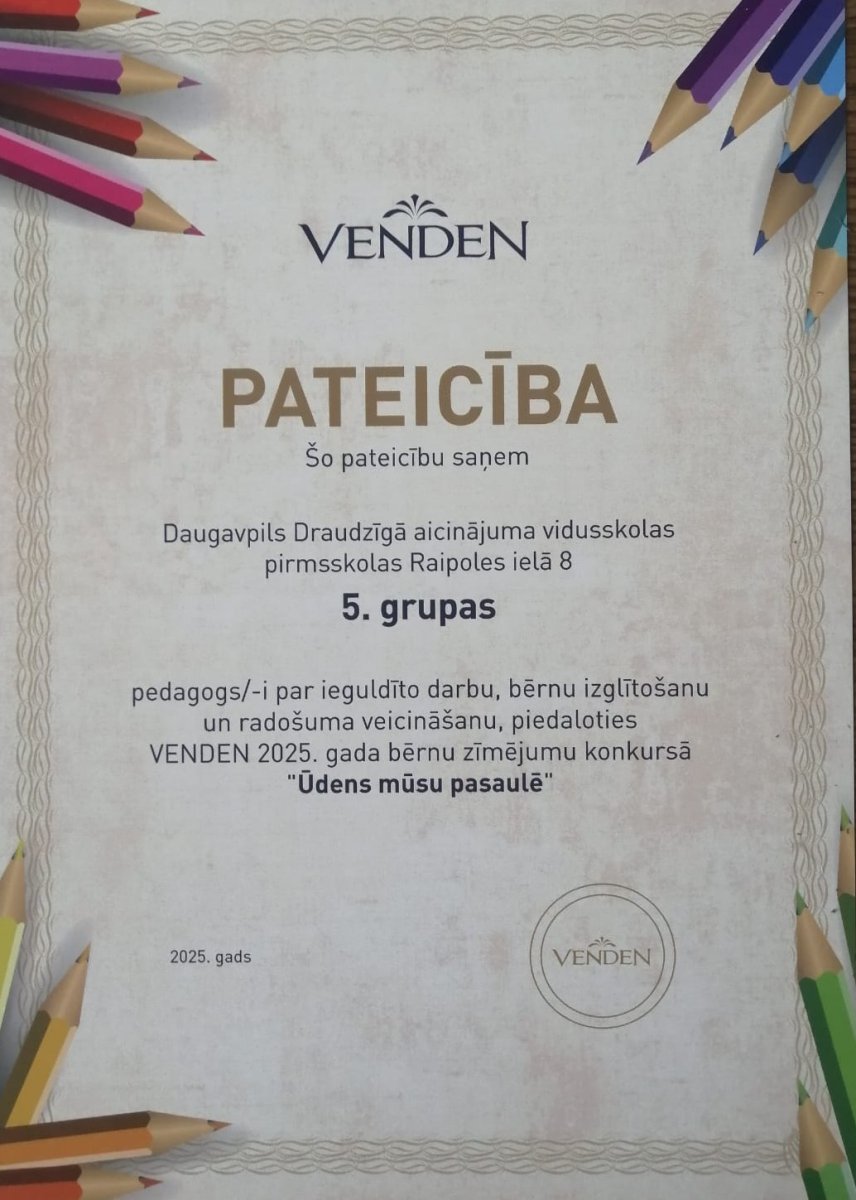 VENDEN
PATEICĪBA
Šo pateicību saņem
Daugavpils Draudzīgā aicinājuma vidusskolas
pirmsskolas Raipoles ielā 8
5. grupas
pedagogs/-i par ieguldīto darbu, bērnu izglītošanu
un radošuma veicināšanu, piedaloties
VENDEN 2025. gada bērnu zīmējumu konkursā
"Ūdens mūsu pasaulē"
2025. gads
VENDEN